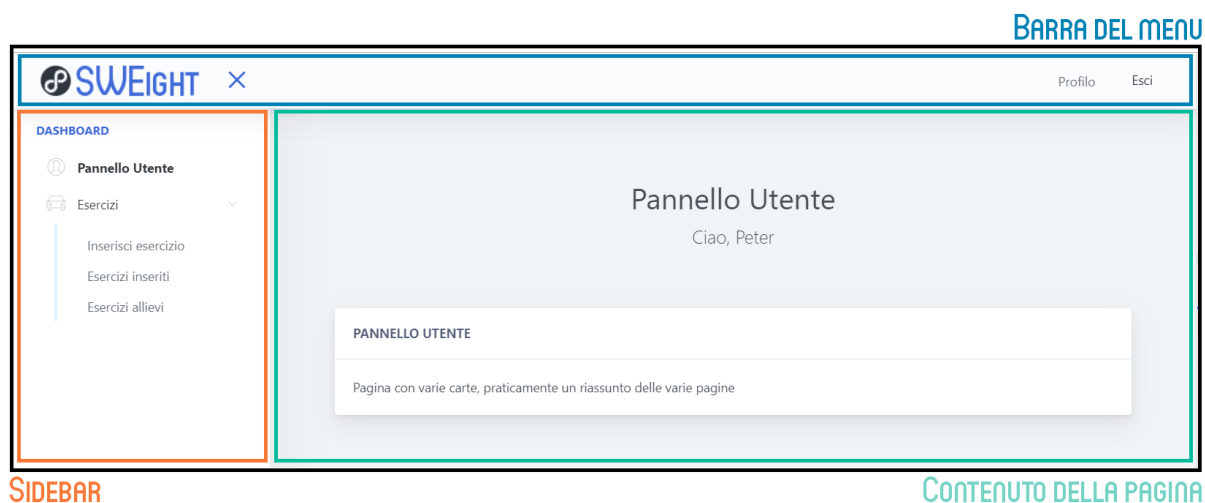 Barra del menu
SWEight
Profilo Esci
DASHBOARD
Pannello Utente
Esercizi
Inserisci esercizio
Esercizi inseriti
Esercizi allievi
Pannello Utente
Ciao, Peter
PANNELLO UTENTE
Pagina con varie carte, praticamente un riassunto delle varie pagine
Sidebar
Contenuto della pagina